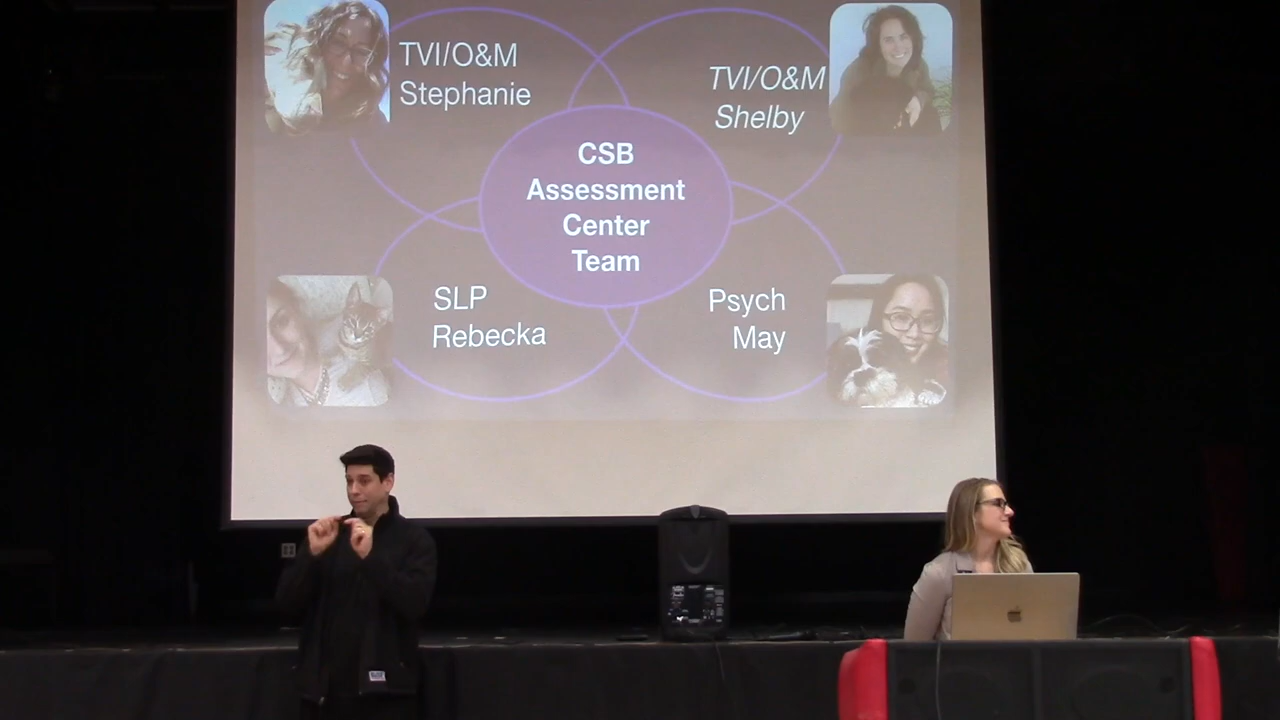 TVI/O&M
Stephanie
TVI/O&M
Shelby
CSB
Assessment
Center
Team
SLP
Rebecka
Psych
May